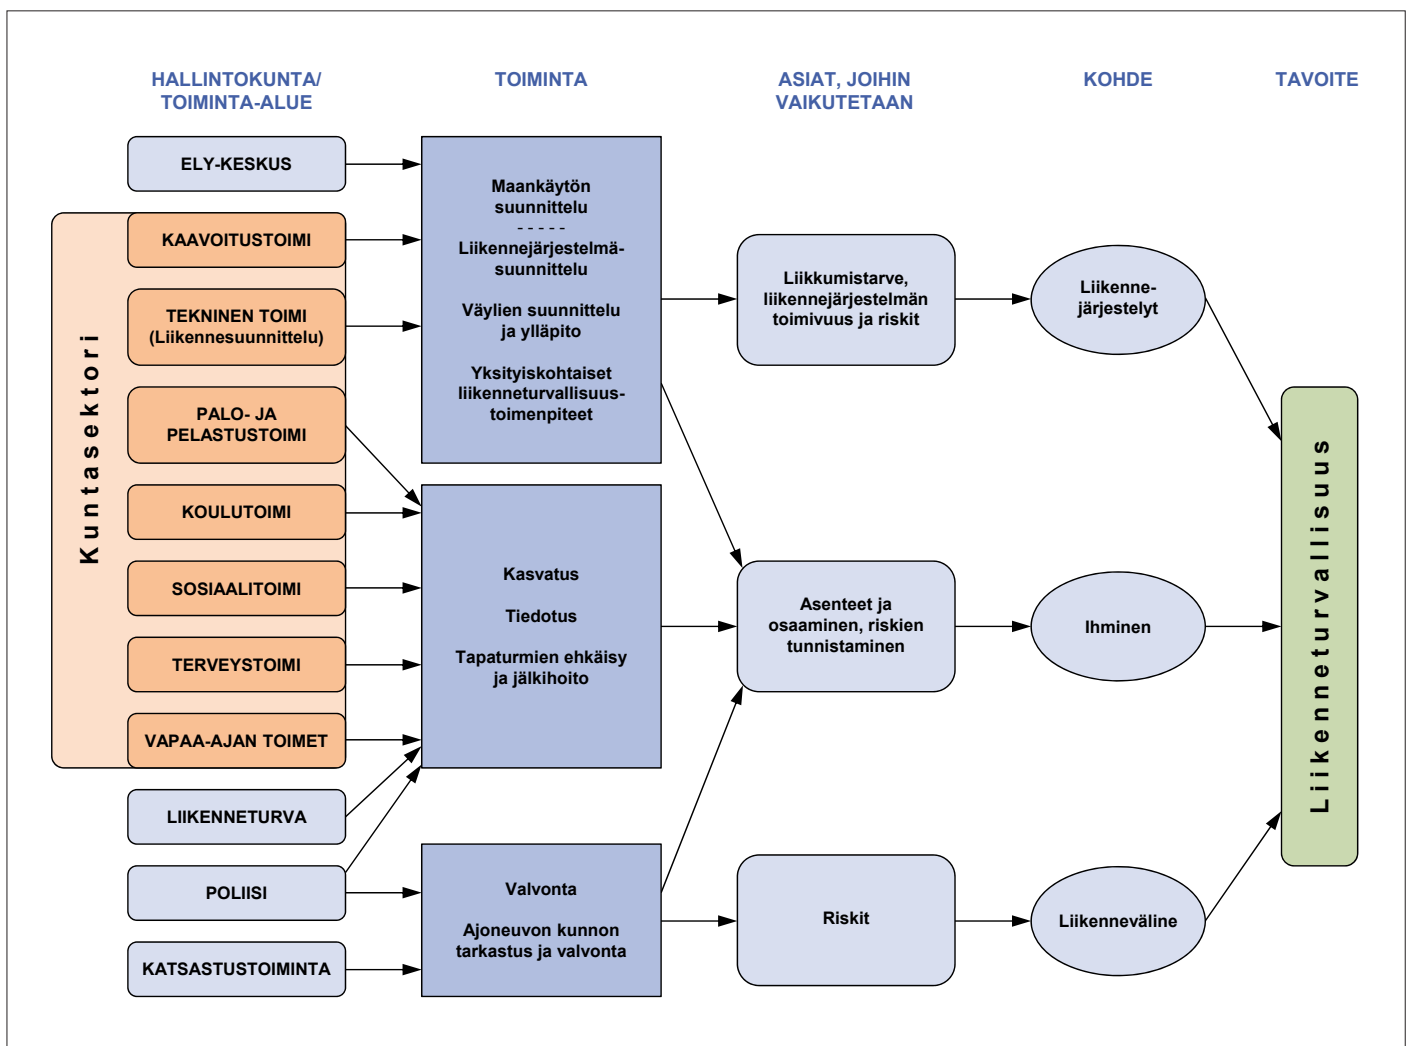 HALLINTOKUNTA/
TOIMINTA-ALUE
TOIMINTA
ASIAT, JOIHIN
VAIKUTETAAN
KOHDE
TAVOITE
ELY-KESKUS
Kuntasektori
KAAVOITUSTOIMI
TEKNINEN TOIMI
(Liikennesuunnittelu)
PALO- JA
PELASTUSTOIMI
KOULUTOIMI
SOSIAALITOIMI
TERVEYSTOIMI
VAPAA-AJAN TOIMET
LIIKENNETURVA
POLIISI
KATSASTUSTOIMINTA
Maankäytön
suunnittelu
- - - - -
Liikennejärjestelmä-
suunnittelu
Väylien suunnittelu
ja ylläpito
Yksityiskohtaiset
liikenneturvallisuus-
toimenpiteet
Kasvatus
Tiedotus
Tapaturmien ehkäisy
ja jälkihoito
Valvonta
Ajoneuvon kunnon
tarkastus ja valvonta
Liikkumistarve,
liikennejärjestelmän
toimivuus ja riskit
Asenteet ja
osaaminen, riskien
tunnistaminen
Riskit
Liikenne-
järjestelyt
Ihminen
Liikenneväline
Liikenneturvallisuus